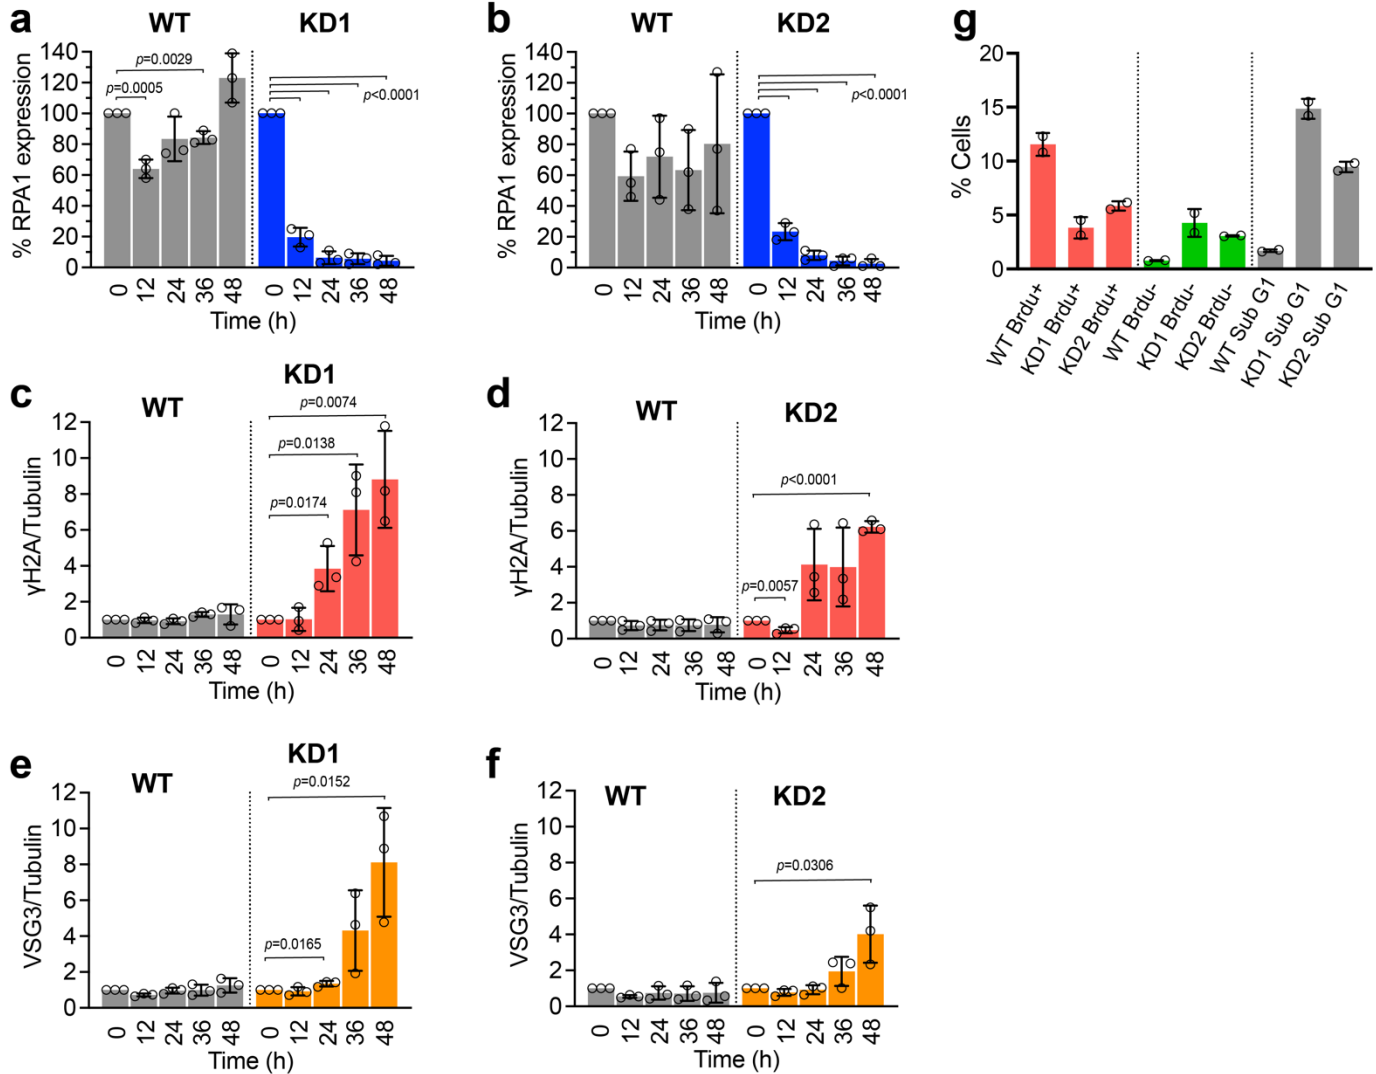 a
WT
KD1
% RPA1 expression
140
120
100
80
60
40
20
0
p=0.0029
p=0.0005
p<0.0001
0 12 24 36 48 0 12 24 36 48
Time (h)
b
WT
KD2
% RPA1 expression
140
120
100
80
60
40
20
0
p<0.0001
0 12 24 36 48 0 12 24 36 48
Time (h)
g
% Cells
20
15
10
5
0
WT Brdu+
KD1 Brdu+
KD2 Brdu+
WT Brdu-
KD1 Brdu-
KD2 Brdu-
WT Sub G1
KD1 Sub G1
KD2 Sub G1
c
WT
KD1
γH2A/Tubulin
12
10
8
6
4
2
0
p=0.0074
p=0.0138
p=0.0174
0 12 24 36 48 0 12 24 36 48
Time (h)
d
WT
KD2
γH2A/Tubulin
12
10
8
6
4
2
0
p<0.0001
p=0.0057
0 12 24 36 48 0 12 24 36 48
Time (h)
e
WT
KD1
VSG3/Tubulin
12
10
8
6
4
2
0
p=0.0152
p=0.0165
0 12 24 36 48 0 12 24 36 48
Time (h)
f
WT
KD2
VSG3/Tubulin
12
10
8
6
4
2
0
p=0.0306
0 12 24 36 48 0 12 24 36 48
Time (h)